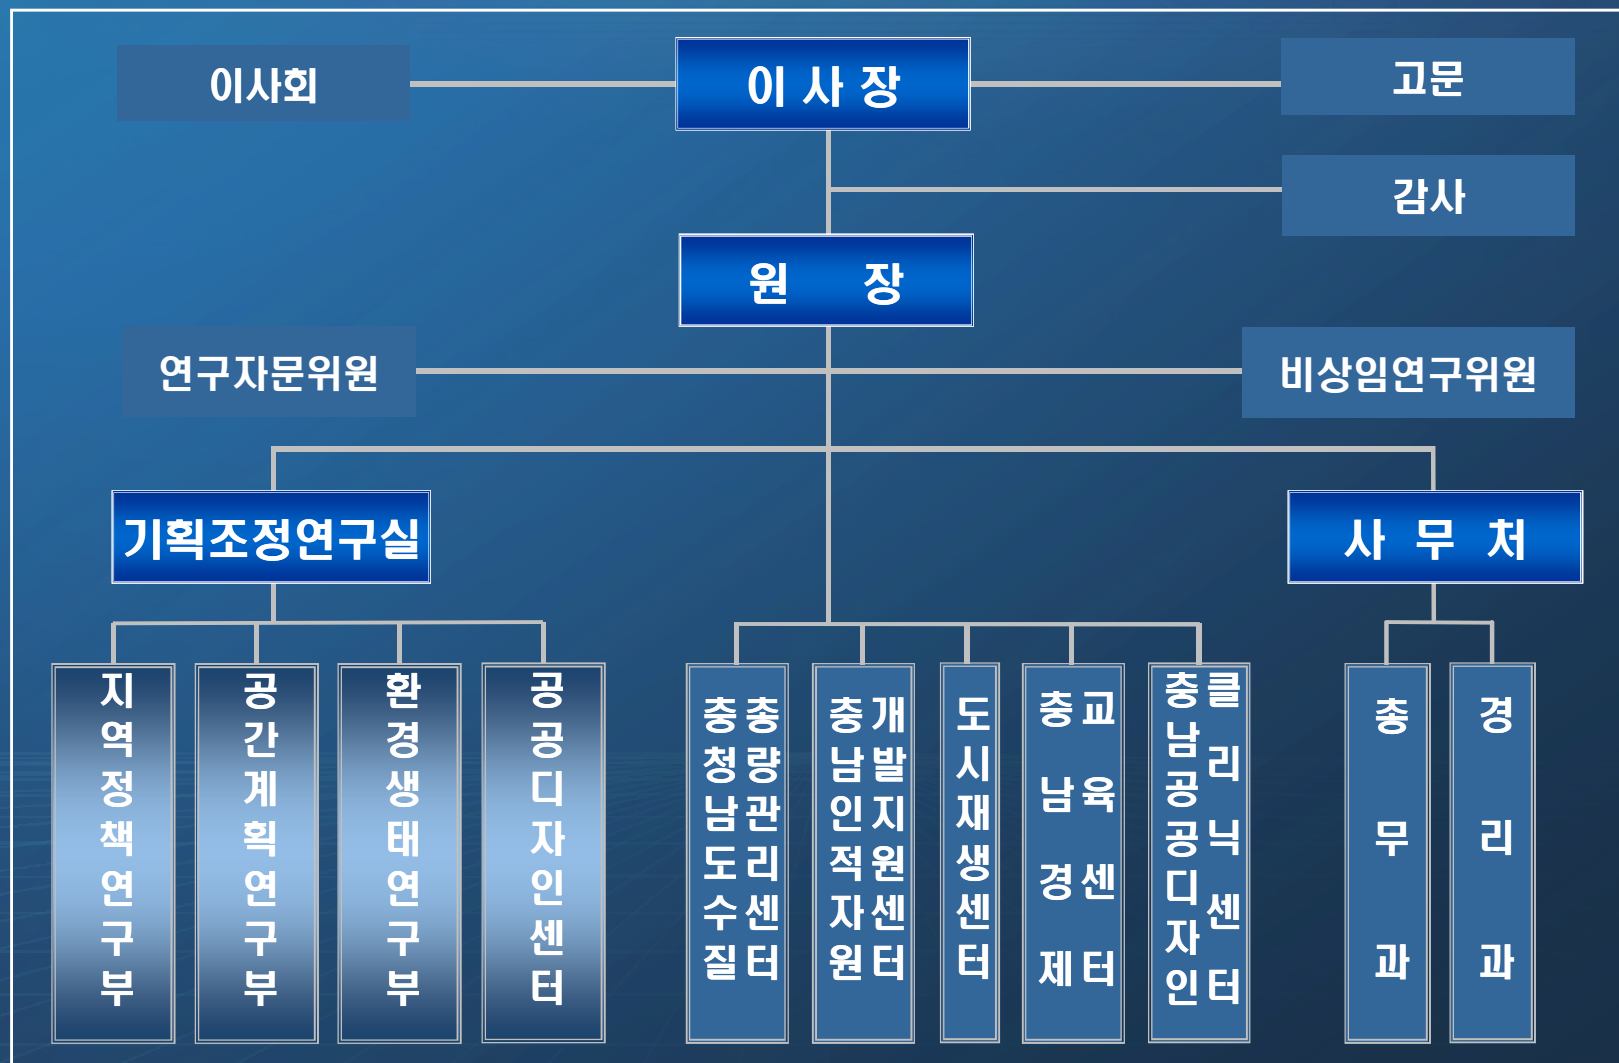 이사회
이 사 장
고문
감사
원 장
연구자문위원
비상임연구위원
기획조정연구실
사 무 처
지역정책연구부
공간계획연구부
환경생태연구부
공공디자인센터
충청남도수질
총량관리센터
충남인적자원
개발지원센터
도시재생센터
충남경제
교육센터
충남공공디자인
클리닉센터
총무과
경리과